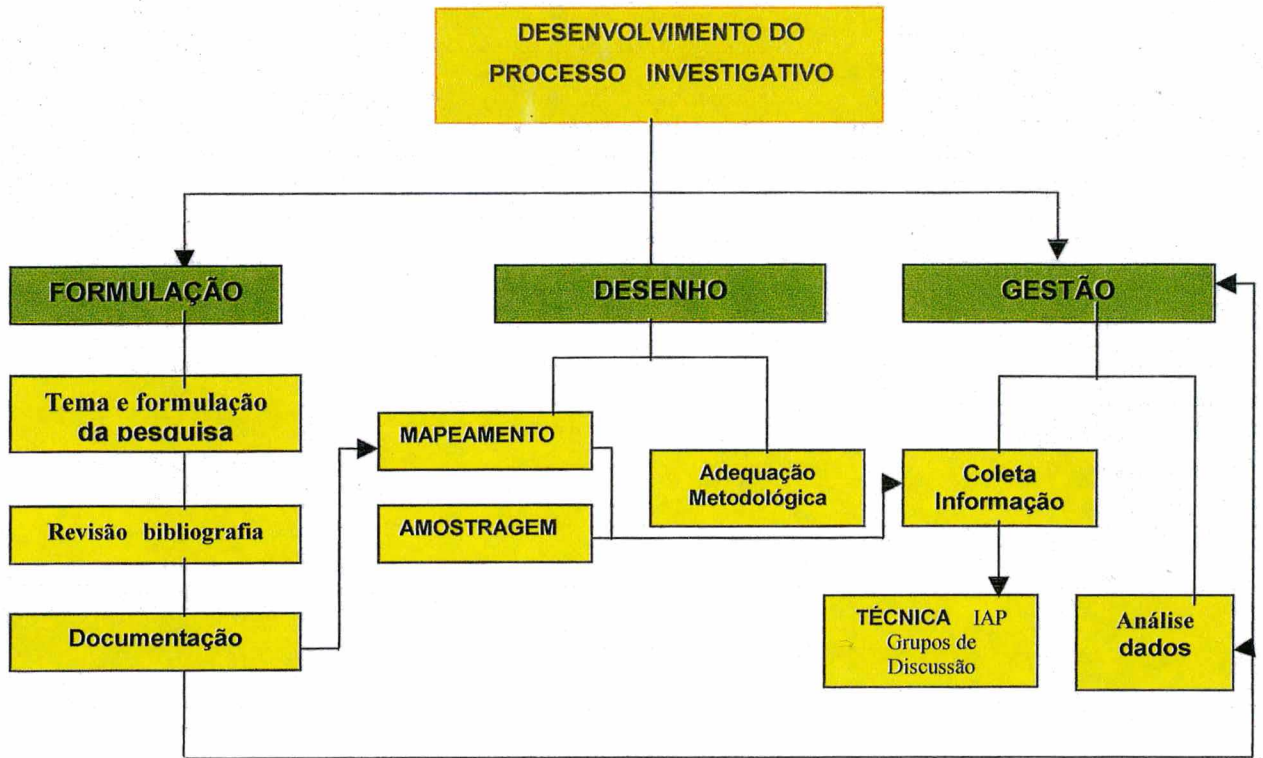 DESENVOLVIMENTO DO
PROCESSO INVESTIGATIVO
FORMULAÇÃO
DESENHO
GESTÃO
Tema e formulação
da pesquisa
MAPEAMENTO
Adequação
Metodológica
Coleta
Informação
Revisão bibliografia
AMOSTRAGEM
Documentação
TÉCNICA IAP
Grupos de
Discussão
Análise
dados